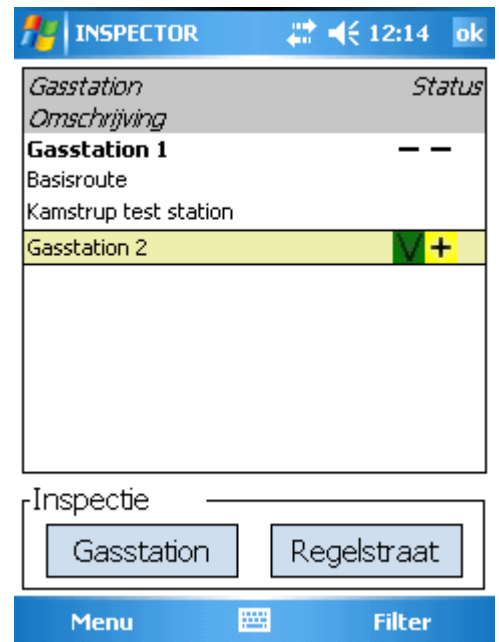 INSPECTOR 12:14 ok
Gasstation Status
Omschrijving
Gasstation 1 – –
Basisroute
Kamstrup test station
Gasstation 2 V +
Inspectie
Gasstation Regelstraat
Menu Filter